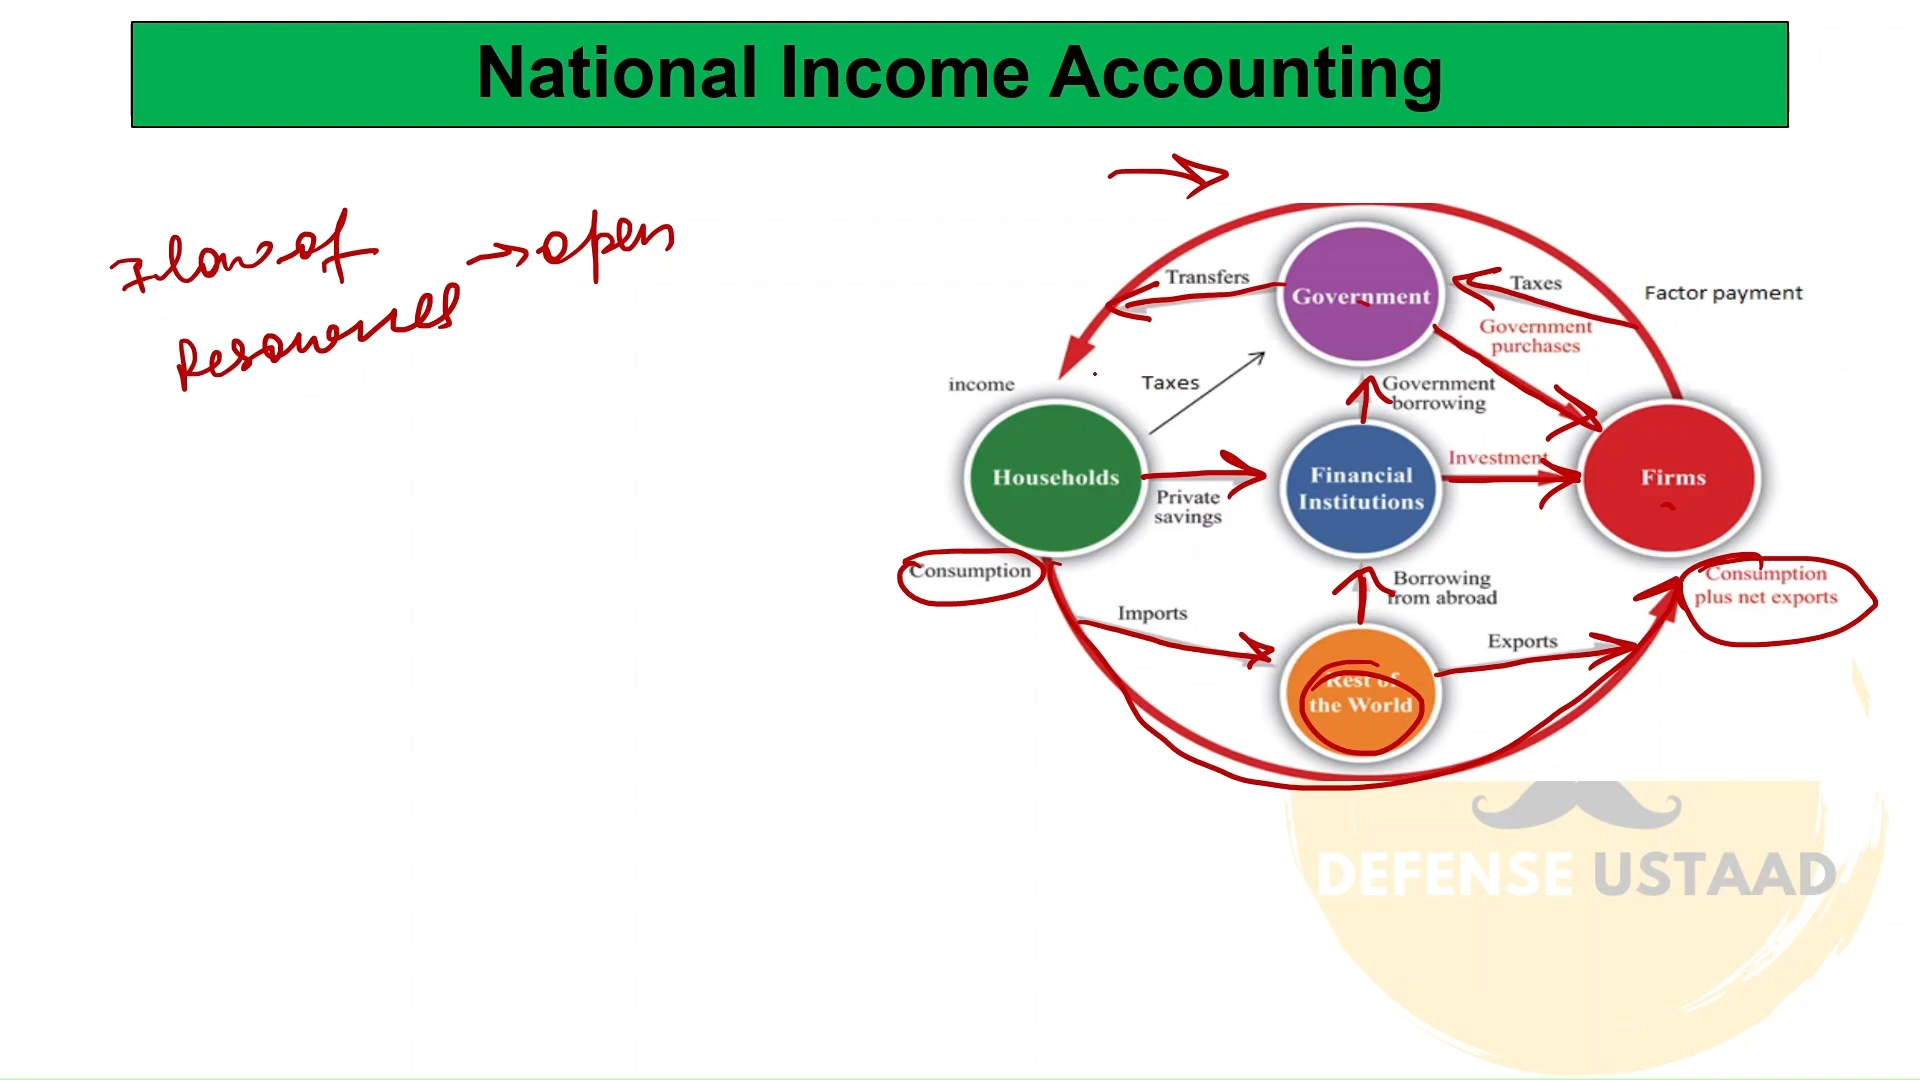 National Income Accounting
Flow of
Resources → open
Transfers
Government
Taxes
Factor payment
Government
purchases
income
Taxes
Government
borrowing
Households
Private
savings
Financial
Institutions
Investment
Firms
Consumption
Imports
Borrowing
from abroad
Exports
Consumption
plus net exports
Rest of
the World
DEFENSE USTAAD